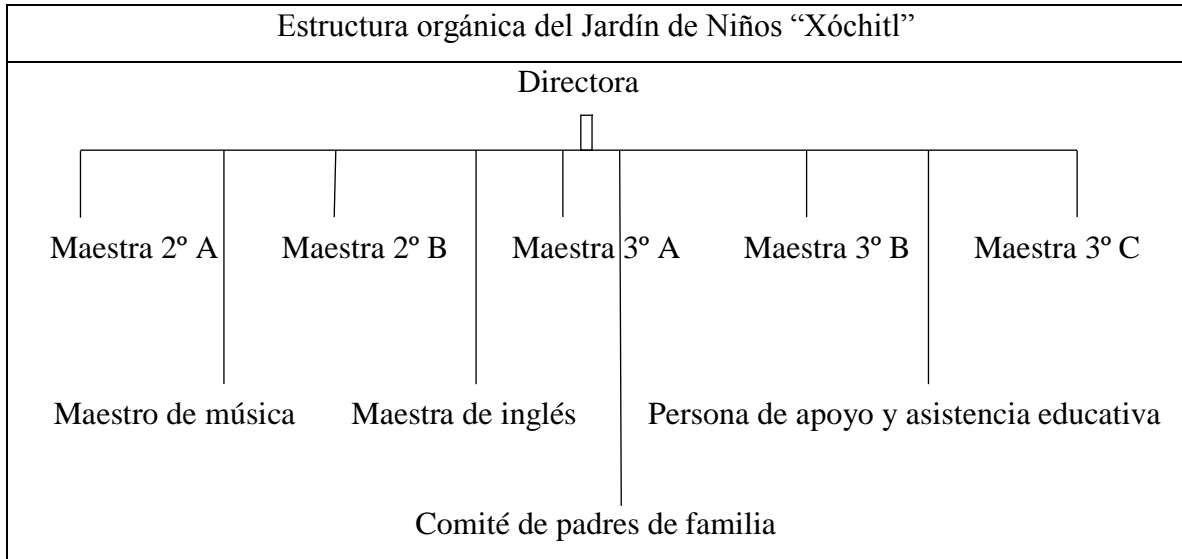 Estructura orgánica del Jardín de Niños “Xóchitl”
Directora
Maestra 2º A Maestra 2º B Maestra 3º A Maestra 3º B Maestra 3º C
Maestro de música Maestra de inglés Persona de apoyo y asistencia educativa
Comité de padres de familia